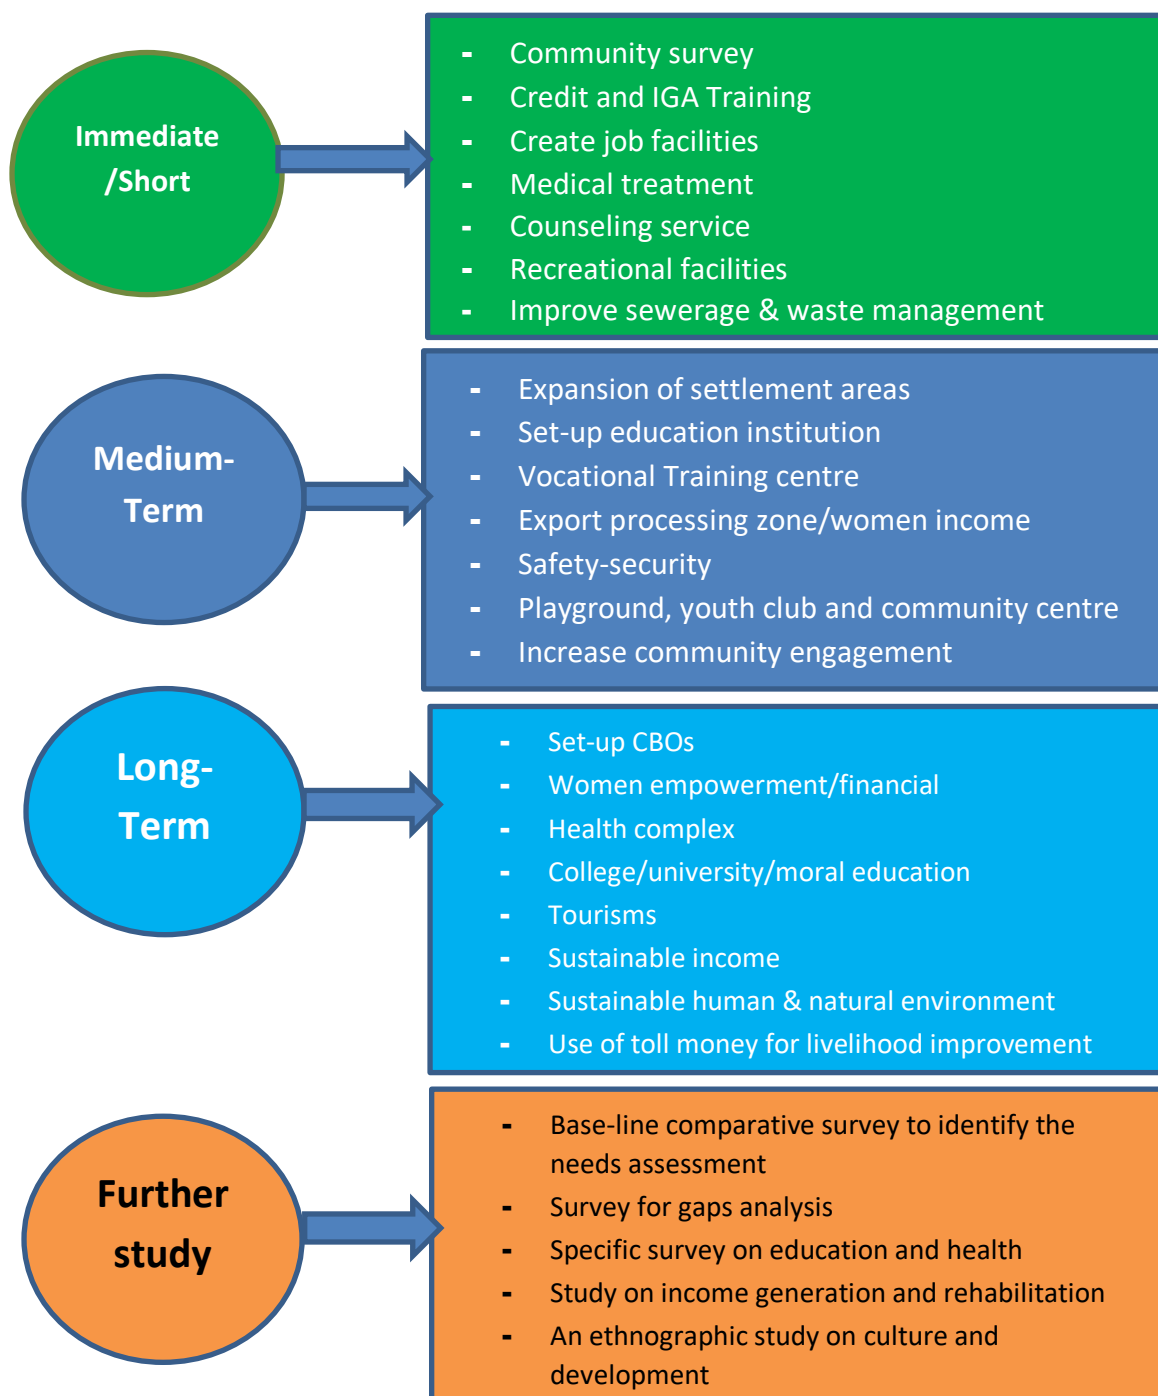 Immediate
/Short
- Community survey
- Credit and IGA Training
- Create job facilities
- Medical treatment
- Counseling service
- Recreational facilities
- Improve sewerage & waste management
Medium-
Term
- Expansion of settlement areas
- Set-up education institution
- Vocational Training centre
- Export processing zone/women income
- Safety-security
- Playground, youth club and community centre
- Increase community engagement
Long-
Term
- Set-up CBOs
- Women empowerment/financial
- Health complex
- College/university/moral education
- Tourisms
- Sustainable income
- Sustainable human & natural environment
- Use of toll money for livelihood improvement
Further
study
- Base-line comparative survey to identify the
needs assessment
- Survey for gaps analysis
- Specific survey on education and health
- Study on income generation and rehabilitation
- An ethnographic study on culture and
development